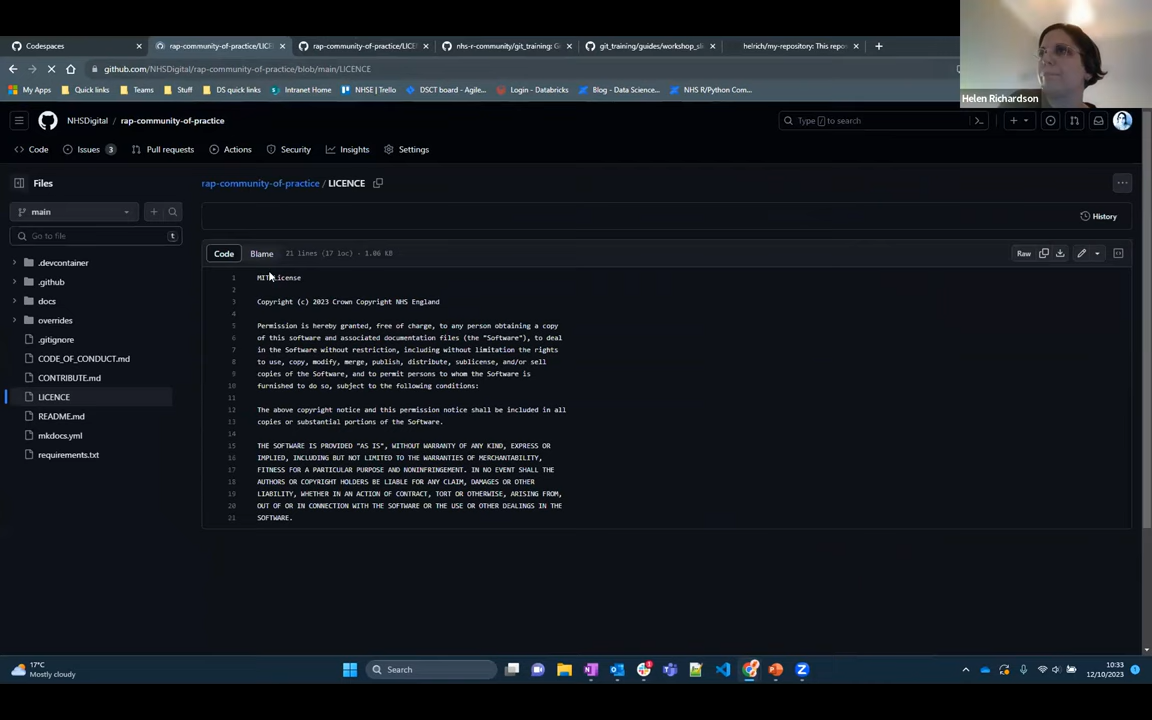 Codespaces
rap-community-of-practice/LICE
rap-community-of-practice/LICE
nhs-r-community/git_training: G
git_training/guides/workshop_sl
helrich/my-repository: This repo
github.com/NHSDigital/rap-community-of-practice/blob/main/LICENCE
My Apps
Quick links
Teams
Stuff
DS quick links
Intranet Home
NHSE | Trello
DSCT board - Agile...
Login - Databricks
Blog - Data Science...
NHS R/Python Com...
Helen Richardson
NHSDigital / rap-community-of-practice
Type / to search
Code
Issues 3
Pull requests
Actions
Security
Insights
Settings
Files
rap-community-of-practice / LICENCE
main
History
Go to file
t
Code
Blame
21 lines (17 loc) · 1.06 KB
Raw
.devcontainer
.github
docs
overrides
.gitignore
CODE_OF_CONDUCT.md
CONTRIBUTE.md
LICENCE
README.md
mkdocs.yml
requirements.txt
1 MIT License
2
3 Copyright (c) 2023 Crown Copyright NHS England
4
5 Permission is hereby granted, free of charge, to any person obtaining a copy
6 of this software and associated documentation files (the "Software"), to deal
7 in the Software without restriction, including without limitation the rights
8 to use, copy, modify, merge, publish, distribute, sublicense, and/or sell
9 copies of the Software, and to permit persons to whom the Software is
10 furnished to do so, subject to the following conditions:
11
12 The above copyright notice and this permission notice shall be included in all
13 copies or substantial portions of the Software.
14
15 THE SOFTWARE IS PROVIDED "AS IS", WITHOUT WARRANTY OF ANY KIND, EXPRESS OR
16 IMPLIED, INCLUDING BUT NOT LIMITED TO THE WARRANTIES OF MERCHANTABILITY,
17 FITNESS FOR A PARTICULAR PURPOSE AND NONINFRINGEMENT. IN NO EVENT SHALL THE
18 AUTHORS OR COPYRIGHT HOLDERS BE LIABLE FOR ANY CLAIM, DAMAGES OR OTHER
19 LIABILITY, WHETHER IN AN ACTION OF CONTRACT, TORT OR OTHERWISE, ARISING FROM,
20 OUT OF OR IN CONNECTION WITH THE SOFTWARE OR THE USE OR OTHER DEALINGS IN THE
21 SOFTWARE.
17°C
Mostly cloudy
Search
10:33
12/10/2023